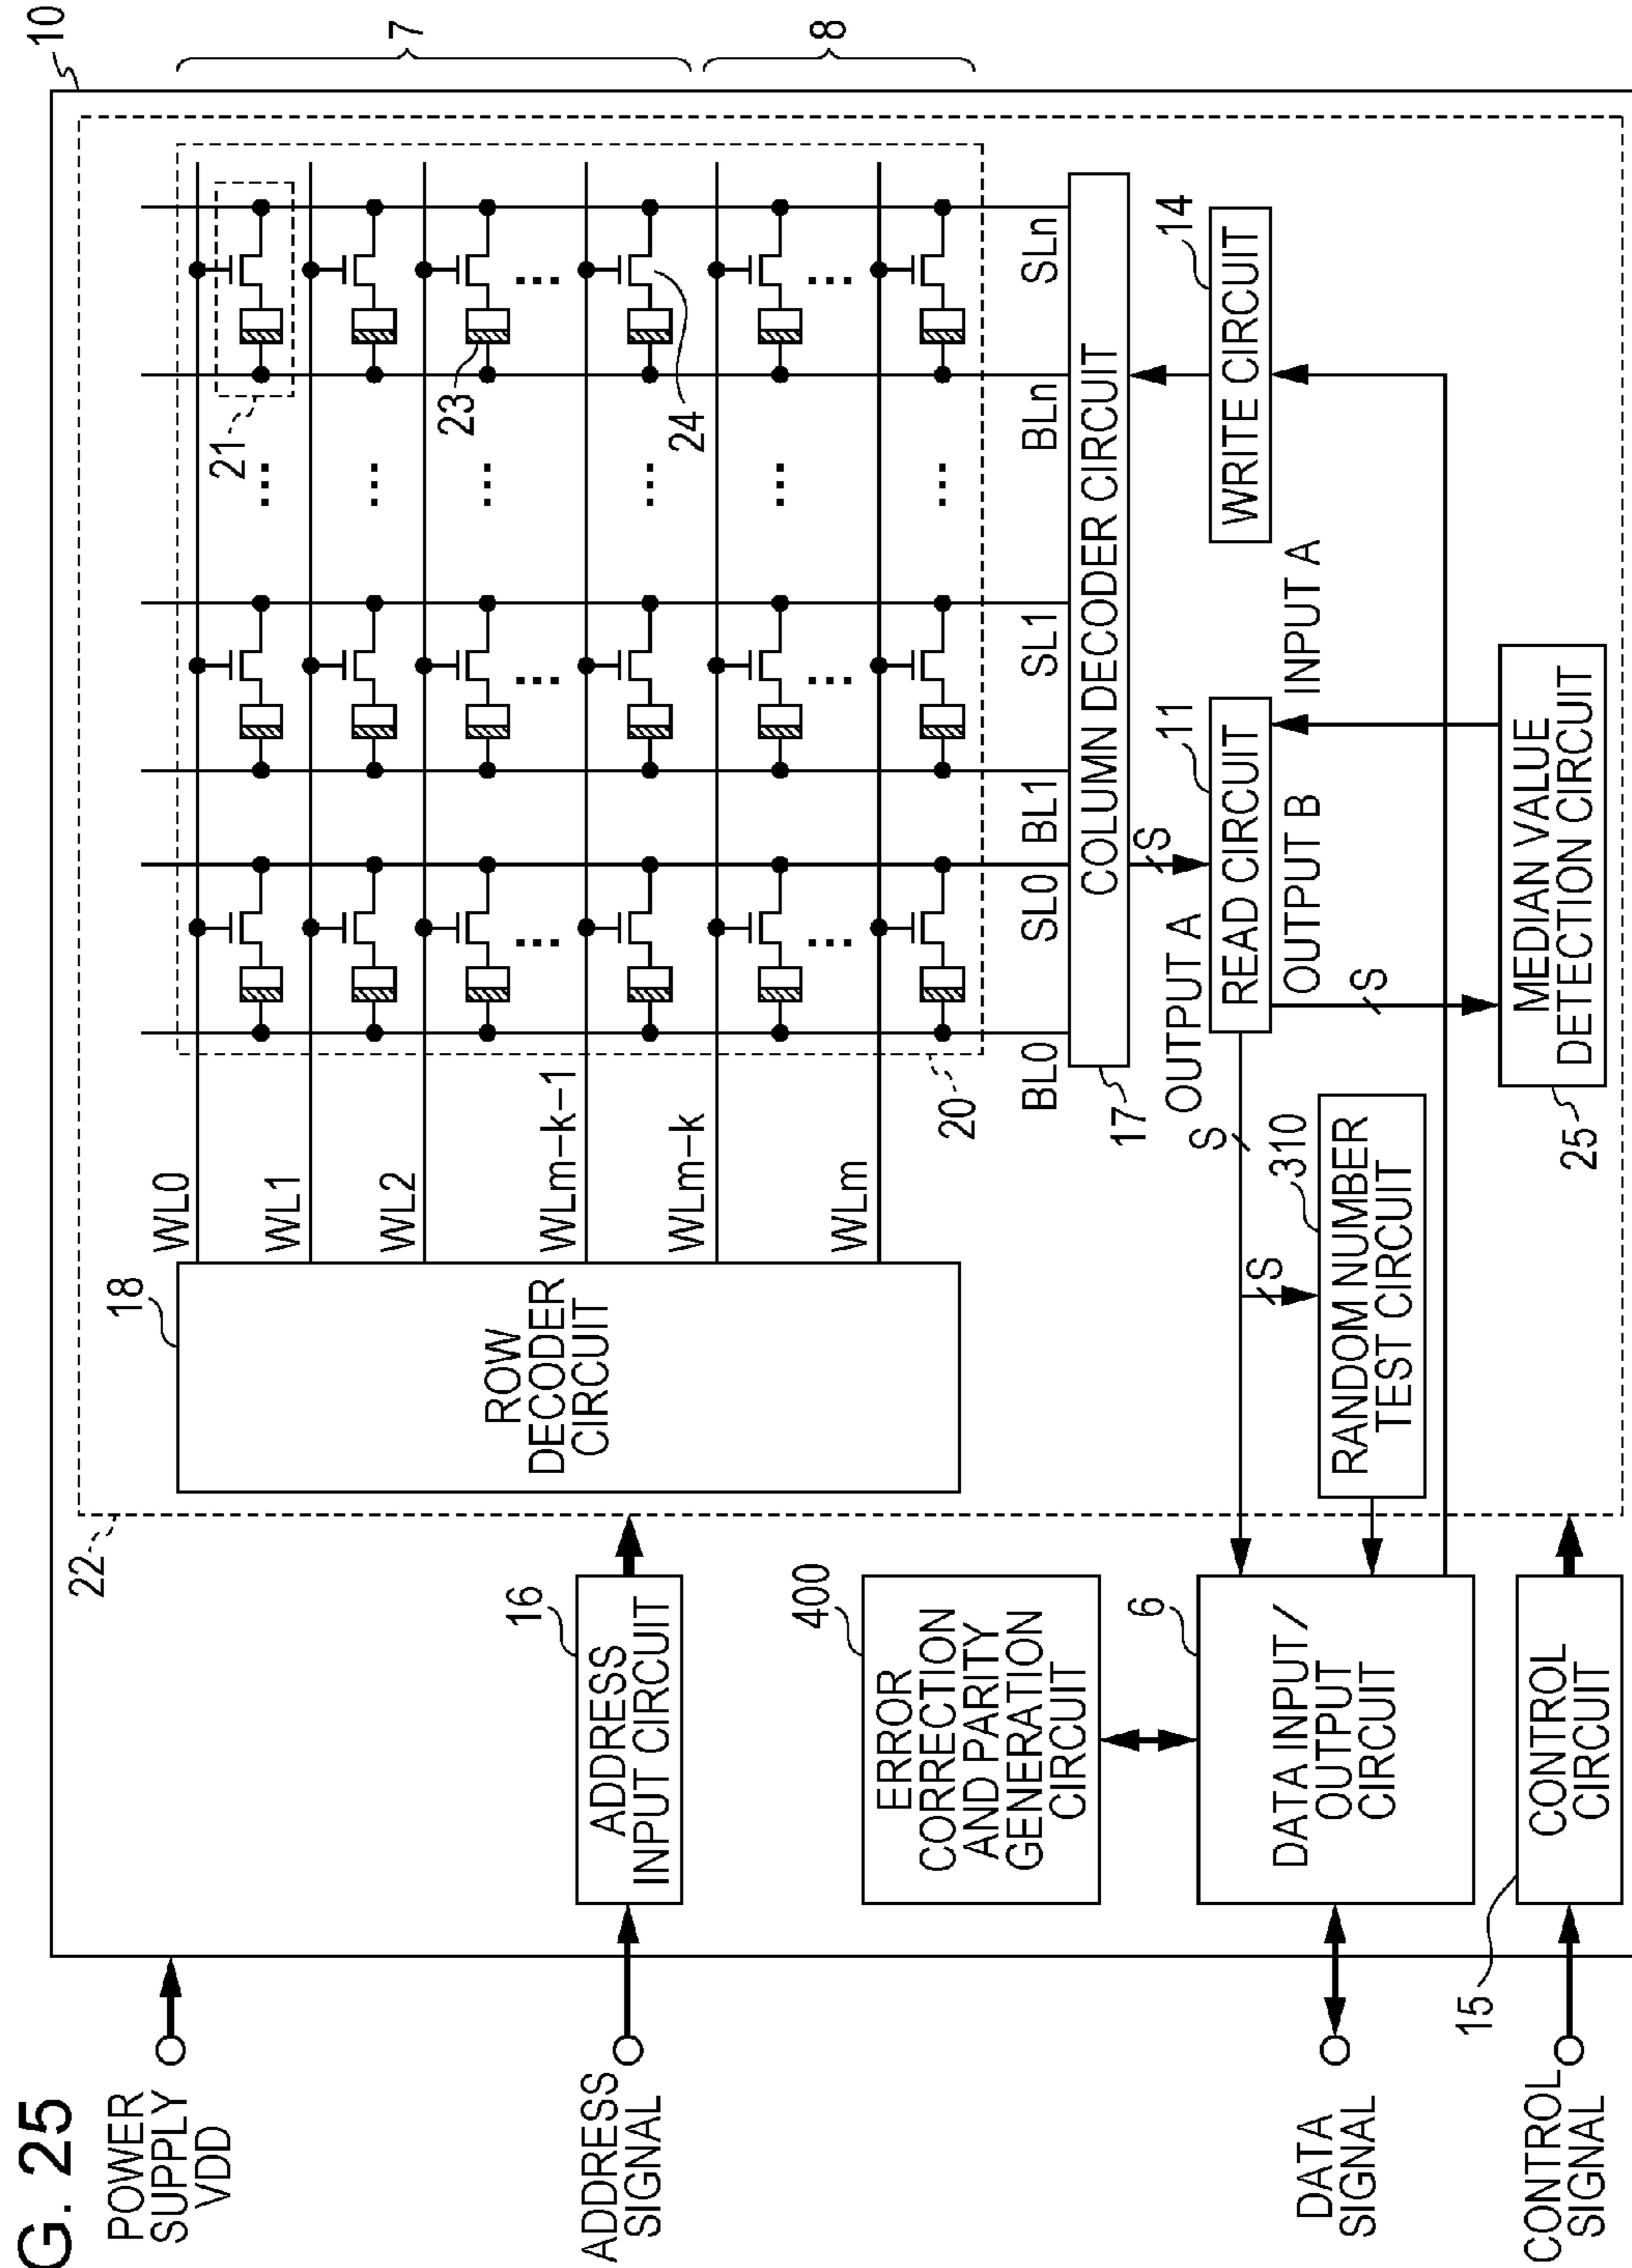 G. 25
POWER
SUPPLY
VDD
ADDRESS
SIGNAL
DATA
SIGNAL
CONTROL
SIGNAL
10
22
16
ADDRESS
INPUT CIRCUIT
400
ERROR
CORRECTION
AND PARITY
GENERATION
CIRCUIT
6
DATA INPUT/
OUTPUT
CIRCUIT
15
CONTROL
CIRCUIT
18
ROW
DECODER
CIRCUIT
WL0
WL1
WL2
WLm-k-1
WLm-k
WLm
20
21
...
23
24
7
8
BL0
SL0
BL1
SL1
BLn
SLn
17
COLUMN DECODER CIRCUIT
OUTPUT A
S
S
11
READ CIRCUIT
OUTPUT B
INPUT A
14
WRITE CIRCUIT
S
S
310
RANDOM NUMBER
TEST CIRCUIT
25
MEDIAN VALUE
DETECTION CIRCUIT